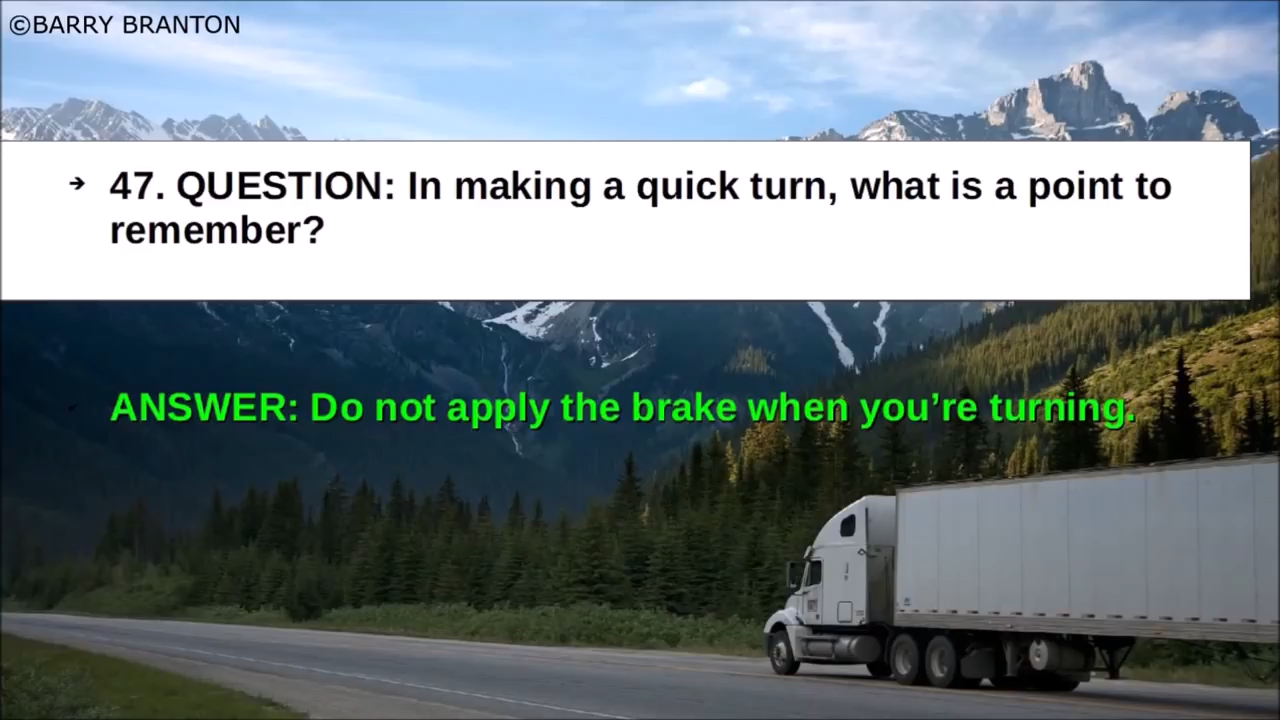 ©BARRY BRANTON
➔ 47. QUESTION: In making a quick turn, what is a point to
remember?
ANSWER: Do not apply the brake when you’re turning.